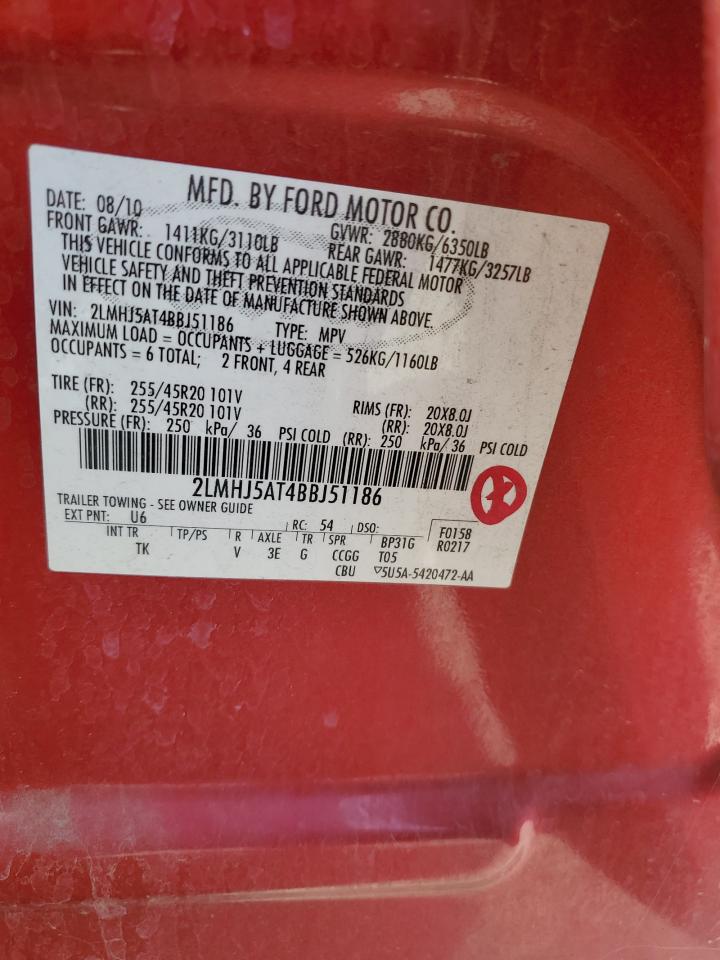 MFD. BY FORD MOTOR CO.
DATE: 08/10 GVWR: 2880KG/6350LB
FRONT GAWR: 1411KG/3110LB REAR GAWR: 1477KG/3257LB
THIS VEHICLE CONFORMS TO ALL APPLICABLE FEDERAL MOTOR
VEHICLE SAFETY AND THEFT PREVENTION STANDARDS
IN EFFECT ON THE DATE OF MANUFACTURE SHOWN ABOVE.
VIN: 2LMHJ5AT4BBJ51186 TYPE: MPV
MAXIMUM LOAD = OCCUPANTS + LUGGAGE = 526KG/1160LB
OCCUPANTS = 6 TOTAL; 2 FRONT, 4 REAR
TIRE (FR): 255/45R20 101V RIMS (FR): 20X8.0J
(RR): 255/45R20 101V (RR): 20X8.0J
PRESSURE (FR): 250 kPa/ 36 PSI COLD (RR): 250 kPa/ 36 PSI COLD
2LMHJ5AT4BBJ51186
TRAILER TOWING - SEE OWNER GUIDE
EXT PNT: U6 RC: 54 DSO: F0158
INT TR TP/PS R AXLE TR SPR BP31G R0217
TK V 3E G CCGG T05
CBU ▽5U5A-5420472-AA